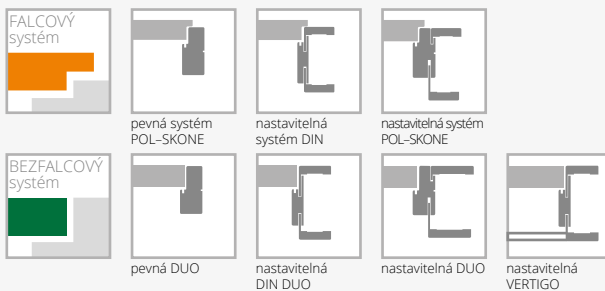 FALCOVÝ
systém
pevná systém
POL–SKONE
nastavitelná
systém DIN
nastavitelná systém
POL–SKONE
BEZFALCOVÝ
systém
pevná DUO
nastavitelná
DIN DUO
nastavitelná DUO
nastavitelná
VERTIGO